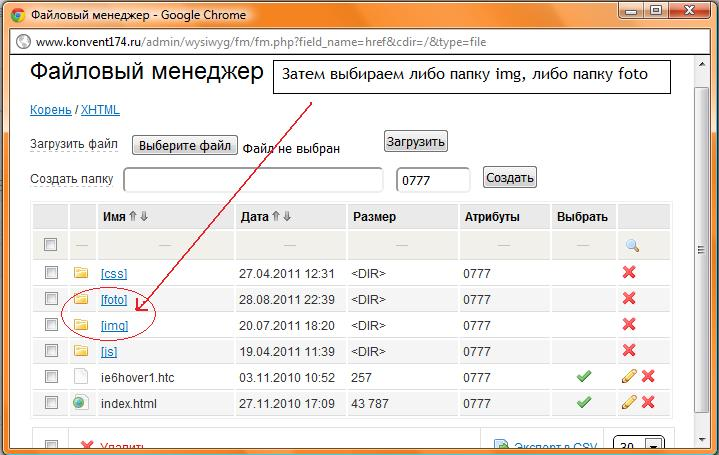 Файловый менеджер - Google Chrome
www.konvent174.ru/admin/wysiwyg/fm/fm.php?field_name=href&cdir=/&type=file
Файловый менеджер
Затем выбираем либо папку img, либо папку foto
Корень / XHTML
Загрузить файл Выберите файл Файл не выбран Загрузить
Создать папку 0777 Создать
Имя Дата Размер Атрибуты Выбрать
[css] 27.04.2011 12:31 <DIR> 0777
[foto] 28.08.2011 22:39 <DIR> 0777
[img] 20.07.2011 18:20 <DIR> 0777
[js] 19.04.2011 11:39 <DIR> 0777
ie6hover1.htc 03.11.2010 10:52 257 0777
index.html 27.11.2010 17:09 43 787 0777
Удалить Экспорт в CSV 30